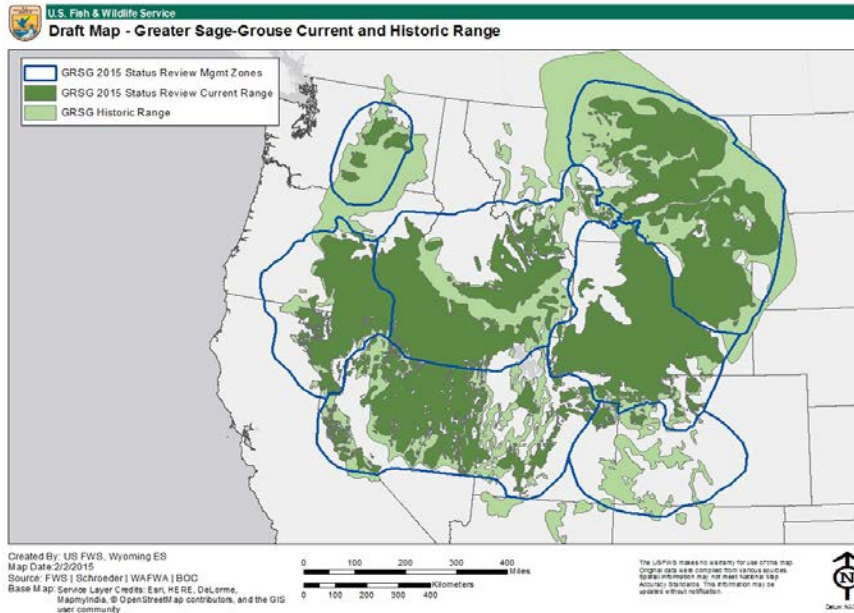 U.S. Fish & Wildlife Service
Draft Map - Greater Sage-Grouse Current and Historic Range
GRSG 2015 Status Review Mgmt Zones
GRSG 2015 Status Review Current Range
GRSG Historic Range
Created By: US FWS, Wyoming ES
Map Date:2/2/2015
Source: FWS | Schroeder | WAFWA | BOC
Base Map: Service Layer Credits: Esri, HERE, DeLorme,
MapmyIndia, © OpenStreetMap contributors, and the GIS
user community
0 100 200 300 400
Miles
0 100 200 300 400
Kilometers
The USFWS makes no warranty for use of this map.
Original data were compiled from various sources.
Spatial information may not meet National Map
Accuracy Standards. This information may be
updated without notification.
N
Datum